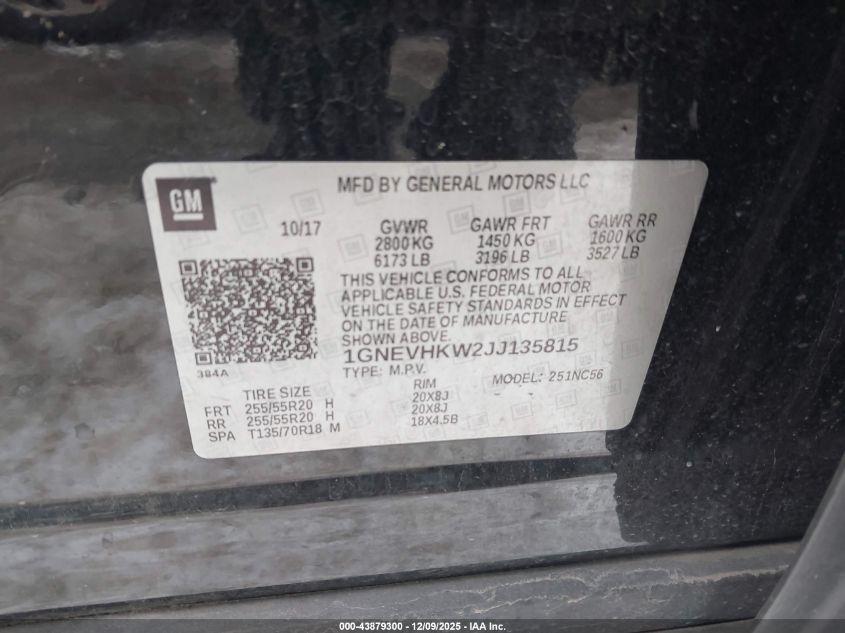 GM
MFD BY GENERAL MOTORS LLC
10/17
GVWR GAWR FRT GAWR RR
2800 KG 1450 KG 1600 KG
6173 LB 3196 LB 3527 LB
THIS VEHICLE CONFORMS TO ALL
APPLICABLE U.S. FEDERAL MOTOR
VEHICLE SAFETY STANDARDS IN EFFECT
ON THE DATE OF MANUFACTURE
SHOWN ABOVE.
1GNEVHKW2JJ135815
384A
TYPE: M.P.V. MODEL: 251NC56
TIRE SIZE RIM
FRT 255/55R20 H 20X8J
RR 255/55R20 H 20X8J
SPA T135/70R18 M 18X4.5B
000-43879300 - 12/09/2025 - IAA Inc.